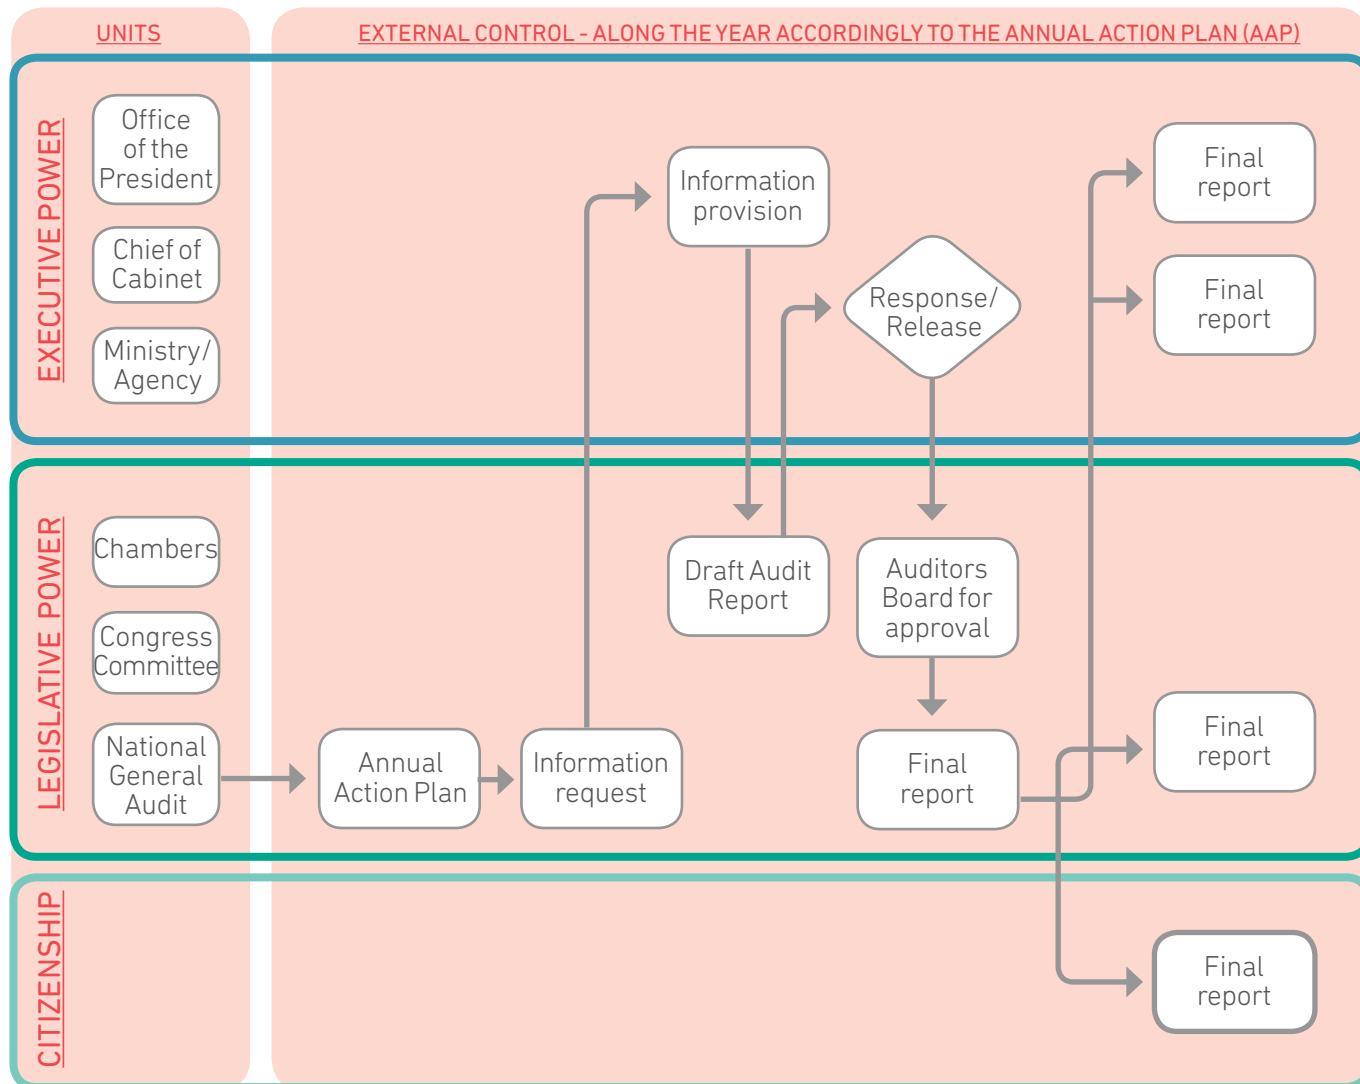 UNITS
EXTERNAL CONTROL - ALONG THE YEAR ACCORDINGLY TO THE ANNUAL ACTION PLAN (AAP)
EXECUTIVE POWER
Office
of the
President
Chief of
Cabinet
Ministry/
Agency
Information
provision
Response/
Release
Final
report
Final
report
LEGISLATIVE POWER
Chambers
Congress
Committee
National
General
Audit
Annual
Action Plan
Information
request
Draft Audit
Report
Auditors
Board for
approval
Final
report
Final
report
CITIZENSHIP
Final
report